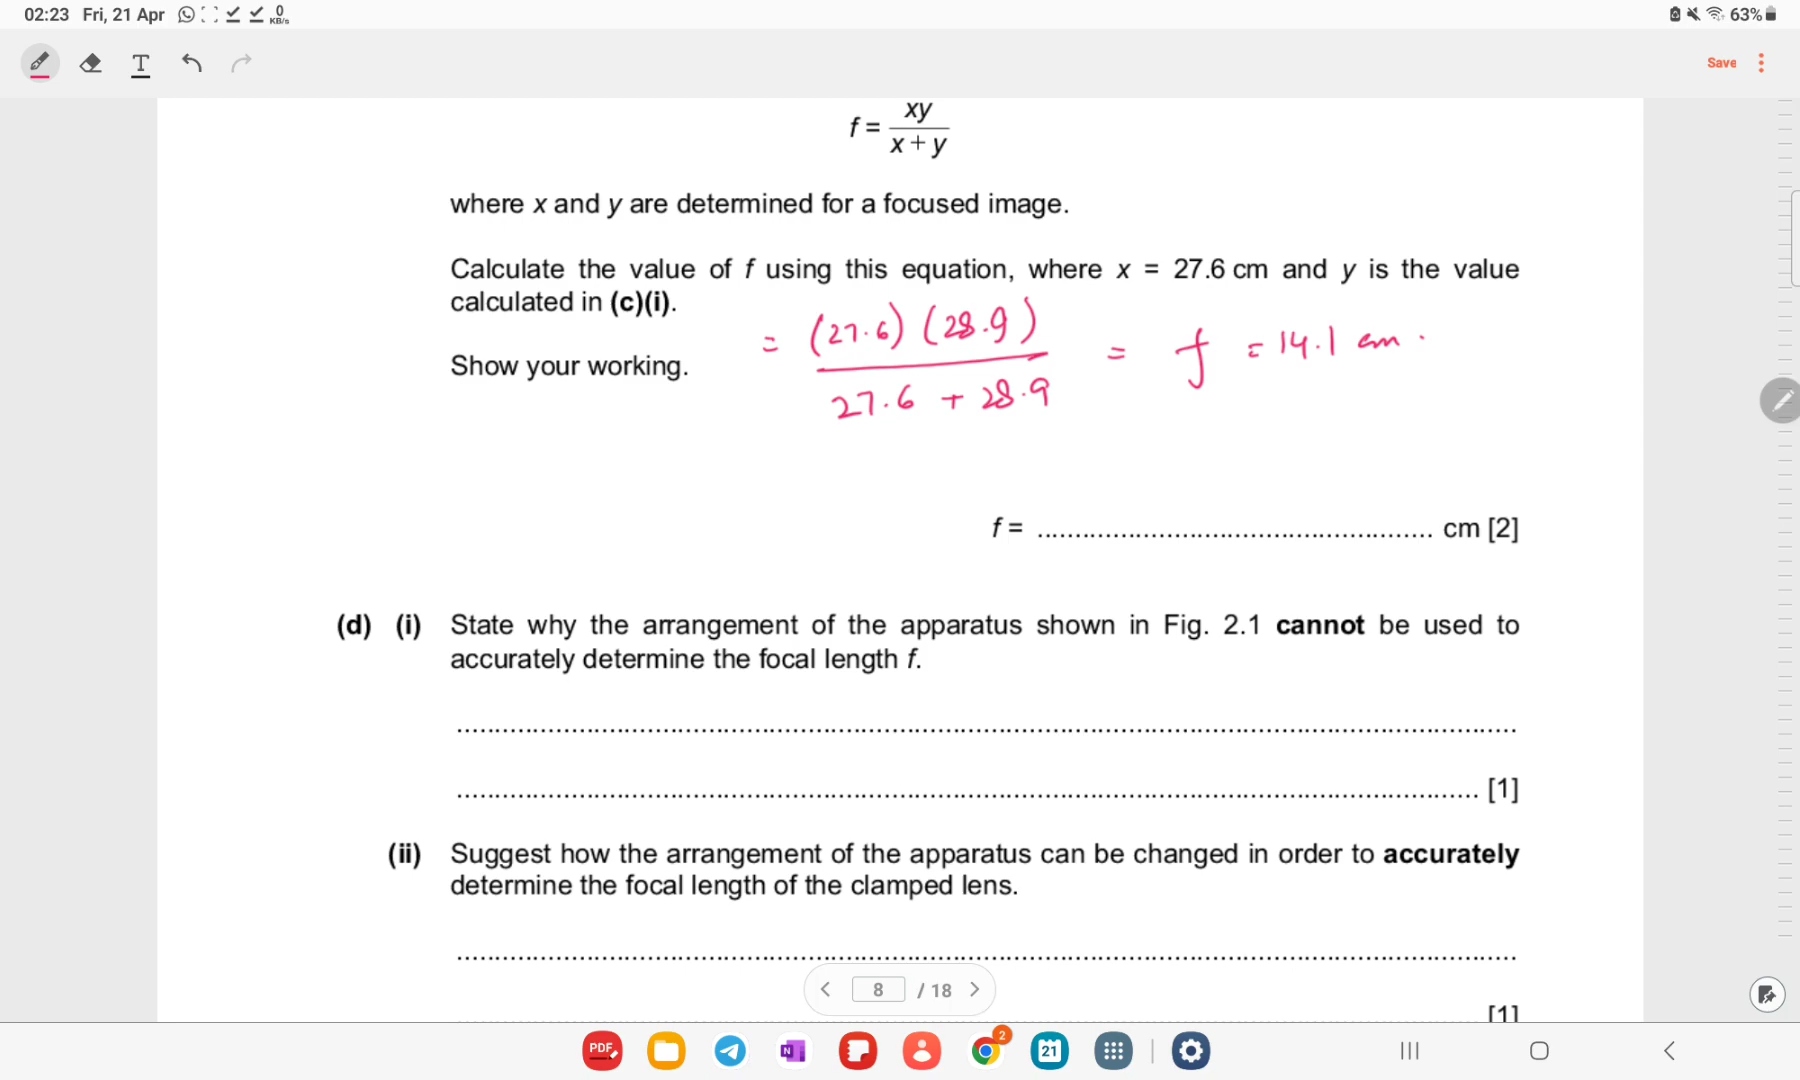 02:23 Fri, 21 Apr 0 KB/s 63%
T Save
f = xy / x + y
where x and y are determined for a focused image.
Calculate the value of f using this equation, where x = 27.6 cm and y is the value
calculated in (c)(i).
= (27.6) (28.9) / 27.6 + 28.9 = f = 14.1 cm.
Show your working.
f = .............................................. cm [2]
(d) (i) State why the arrangement of the apparatus shown in Fig. 2.1 cannot be used to
accurately determine the focal length f.
..........................................................................................................................
...................................................................................................................... [1]
(ii) Suggest how the arrangement of the apparatus can be changed in order to accurately
determine the focal length of the clamped lens.
..........................................................................................................................
8 / 18
[1]
PDF N 2 21